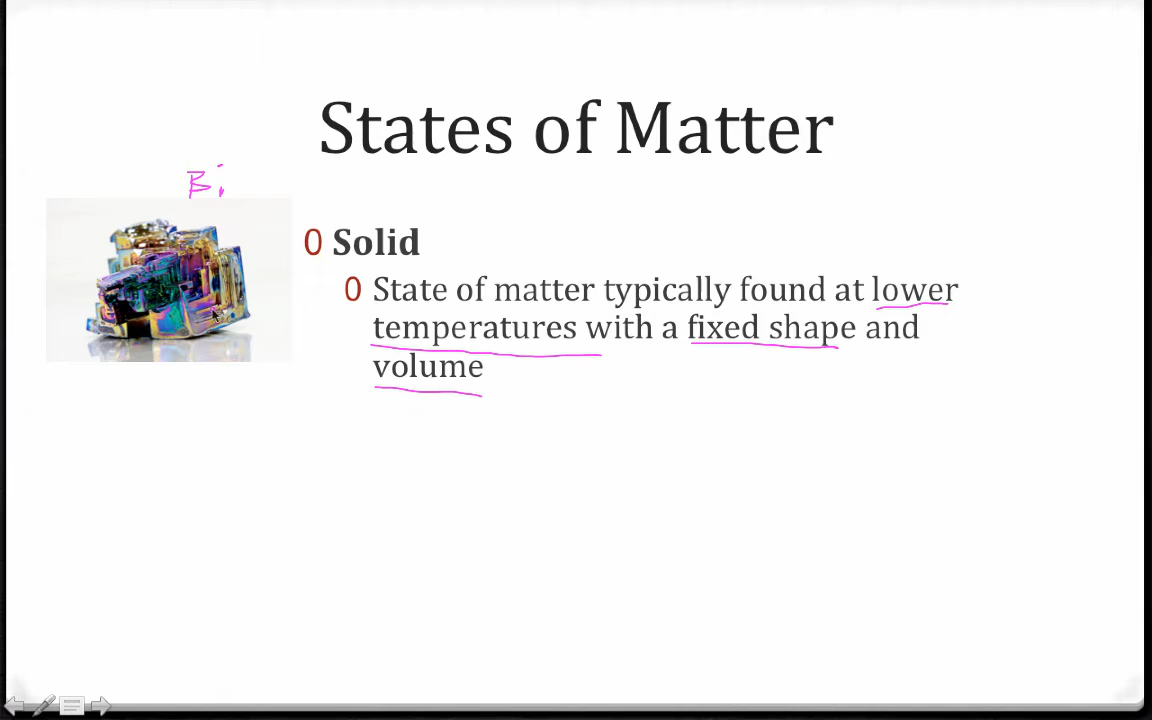 States of Matter
Bi
0 Solid
0 State of matter typically found at lower
temperatures with a fixed shape and
volume